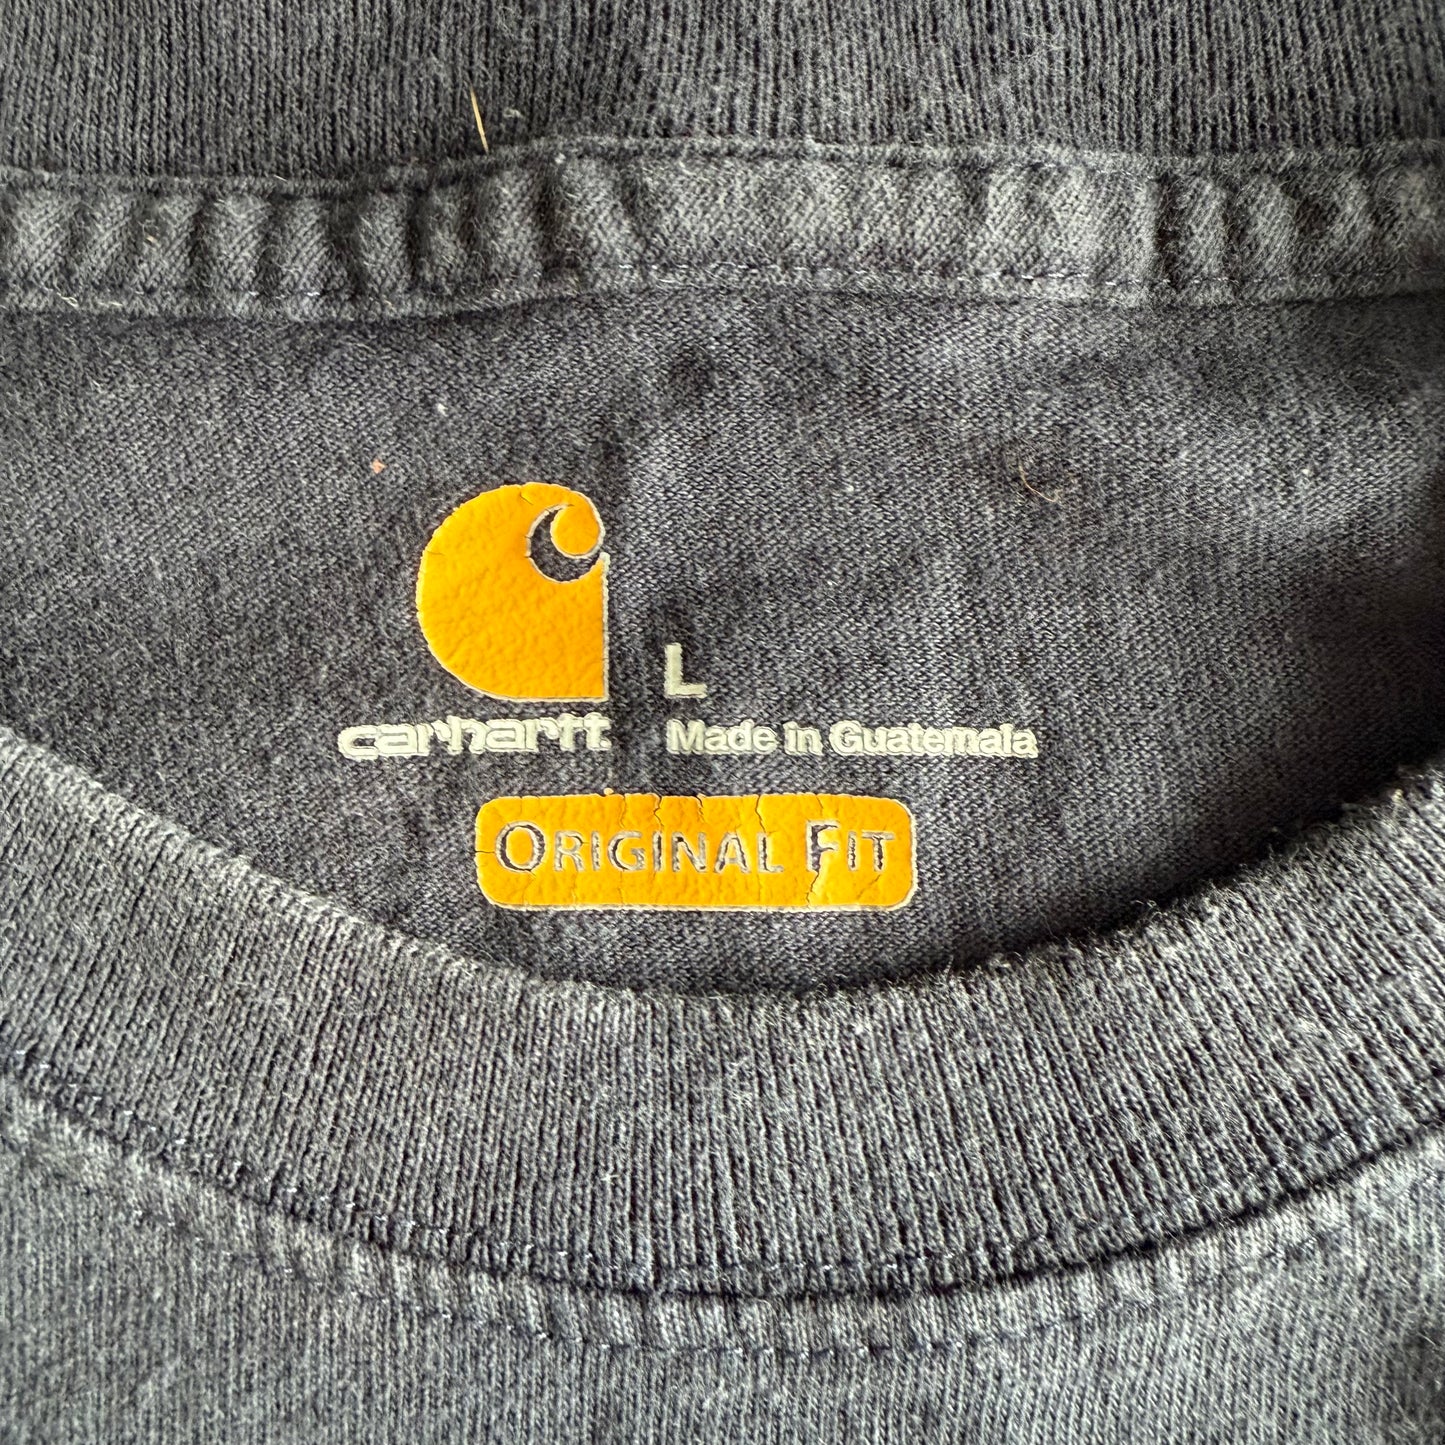 L
carhartt. Made in Guatemala
ORIGINAL FIT